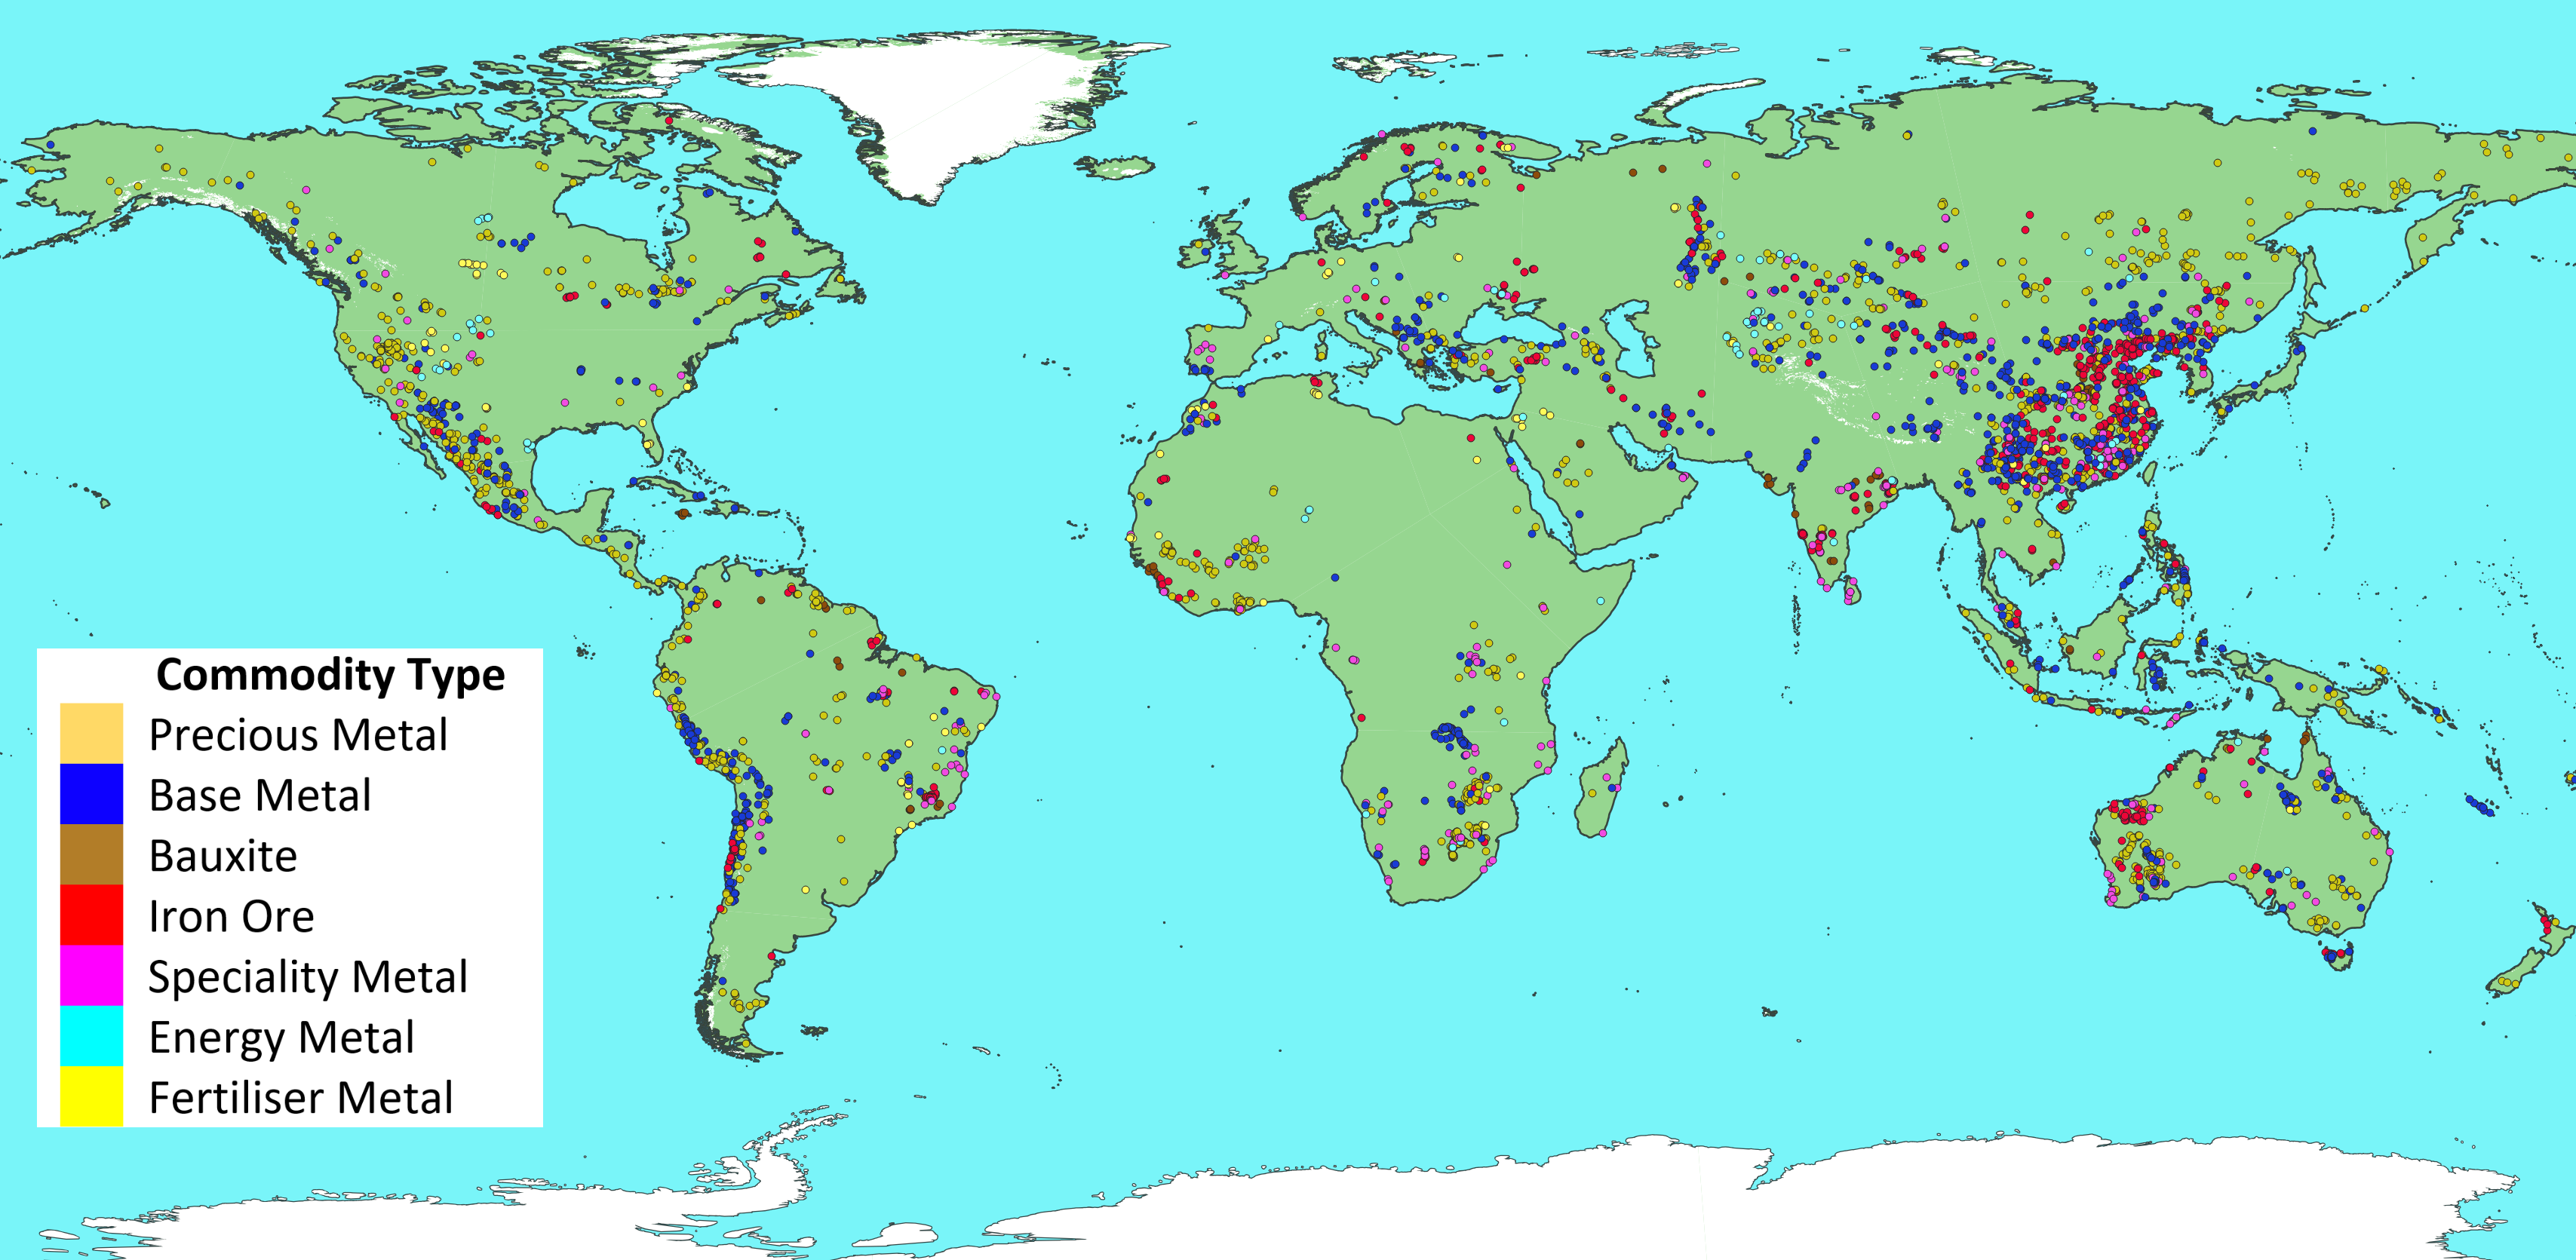 Commodity Type
Precious Metal
Base Metal
Bauxite
Iron Ore
Speciality Metal
Energy Metal
Fertiliser Metal